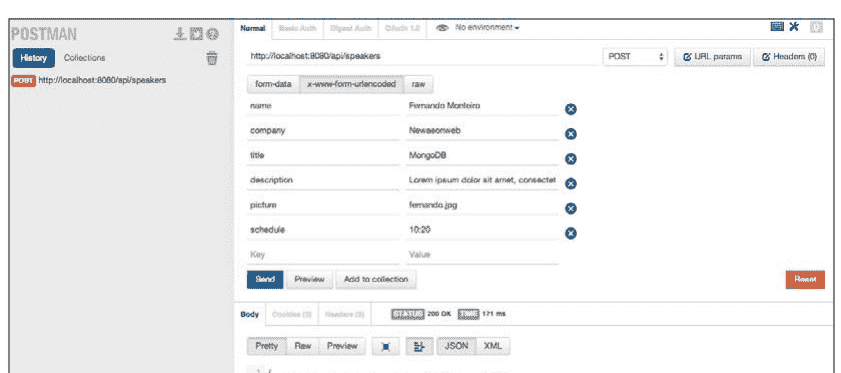 POSTMAN
History Collections
POST http://localhost:8080/api/speakers
Normal Basic Auth Digest Auth OAuth 1.0 No environment
http://localhost:8080/api/speakers POST URL params Headers (0)
form-data x-www-form-urlencoded raw
name Fernando Monteiro
company Newaeonweb
title MongoDB
description Lorem ipsum dolor sit amet, consectet
picture fernando.jpg
schedule 10:20
Key Value
Send Preview Add to collection Reset
Body Cookies Headers STATUS 200 OK TIME 171 ms
Pretty Raw Preview JSON XML
1 {